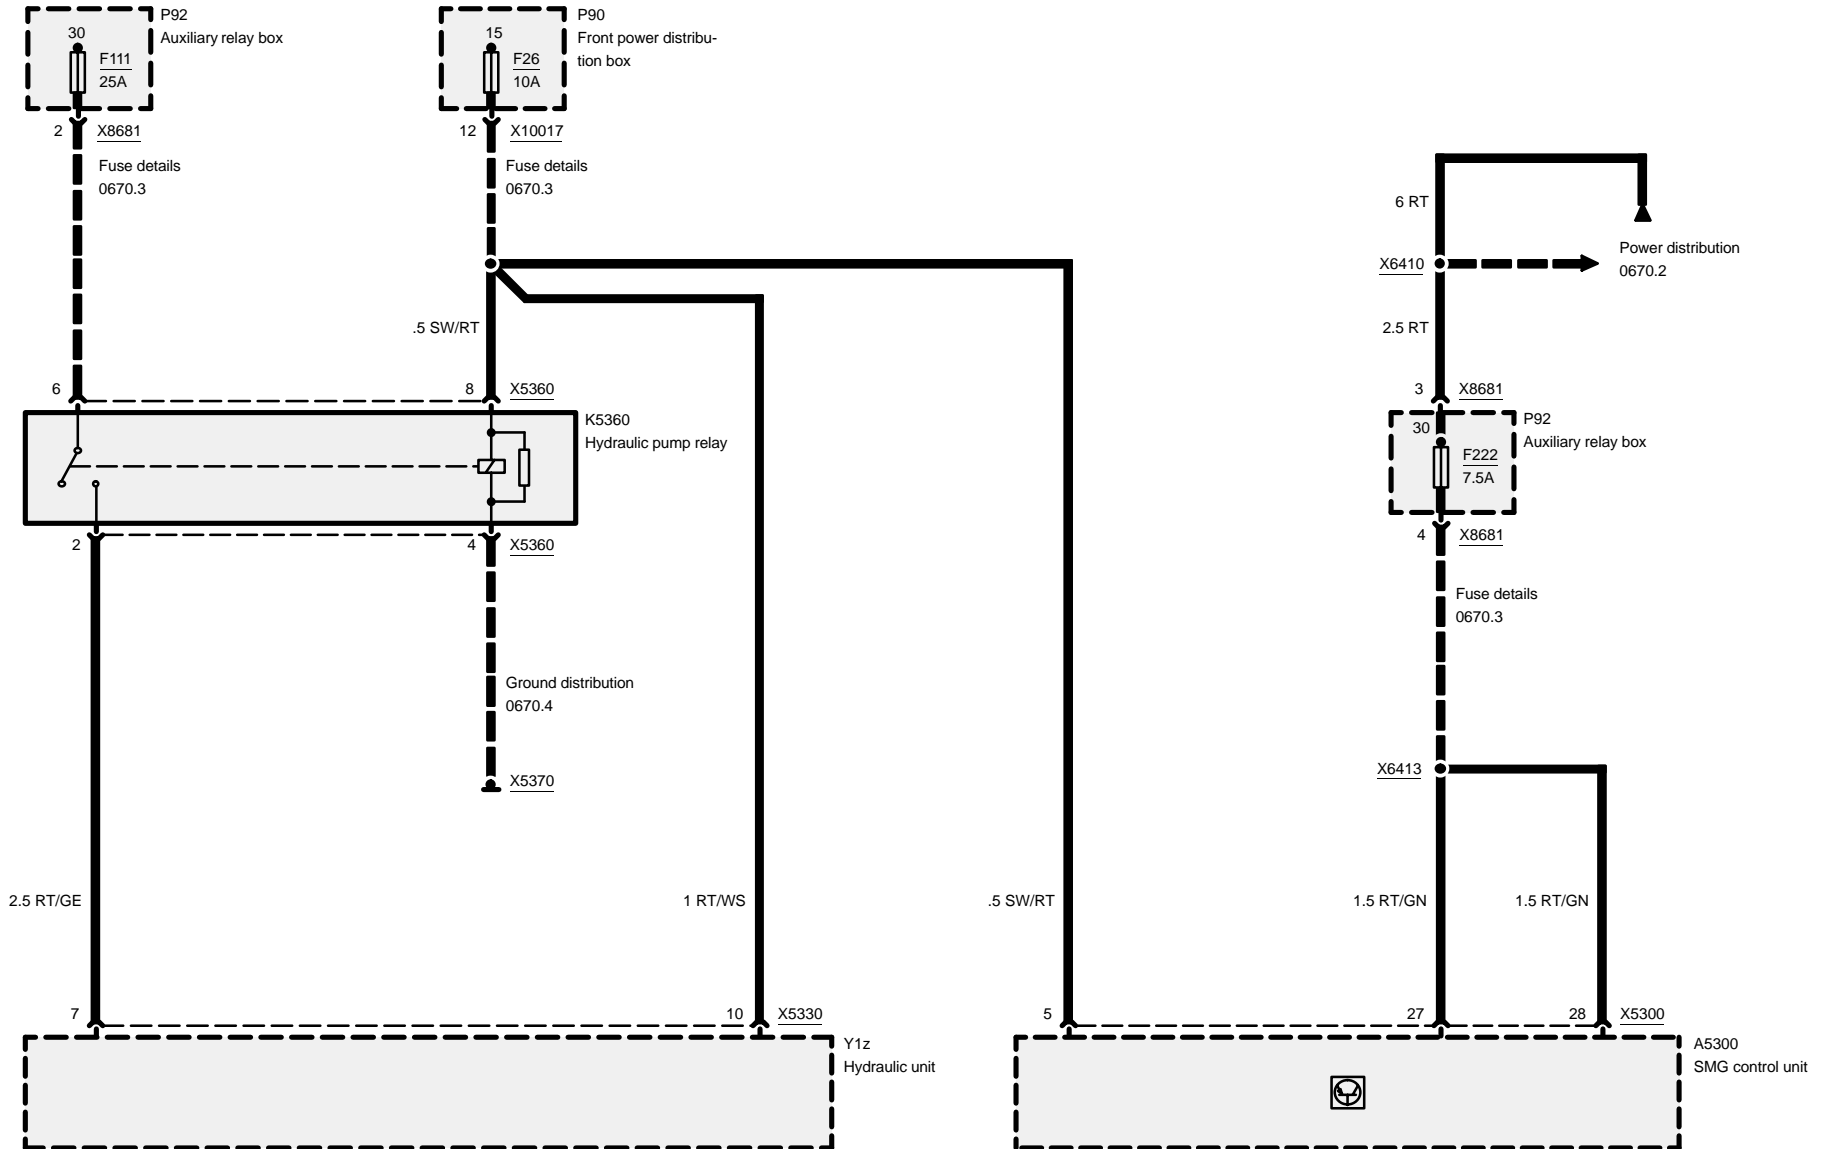 P92
Auxiliary relay box
30
F111
25A
2
X8681
Fuse details
0670.3
P90
Front power distribu-
tion box
15
F26
10A
12
X10017
Fuse details
0670.3
6 RT
Power distribution
0670.2
X6410
2.5 RT
.5 SW/RT
6
8
X5360
K5360
Hydraulic pump relay
3
X8681
P92
Auxiliary relay box
30
F222
7.5A
4
X8681
Fuse details
0670.3
2
4
X5360
Ground distribution
0670.4
X5370
X6413
2.5 RT/GE
1 RT/WS
.5 SW/RT
1.5 RT/GN
1.5 RT/GN
7
10
X5330
5
27
28
X5300
Y1z
Hydraulic unit
A5300
SMG control unit